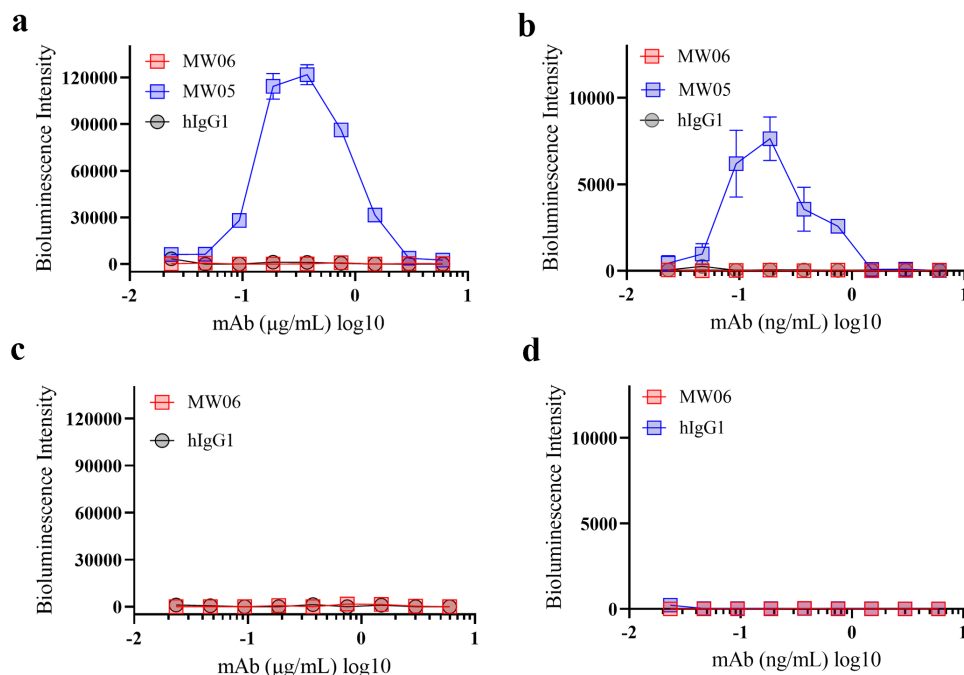 a
Bioluminescence Intensity
120000
90000
60000
30000
0
MW06
MW05
hIgG1
-2
-1
0
1
mAb (µg/mL) log10
b
Bioluminescence Intensity
10000
5000
0
MW06
MW05
hIgG1
-2
-1
0
1
mAb (ng/mL) log10
c
Bioluminescence Intensity
120000
90000
60000
30000
0
MW06
hIgG1
-2
-1
0
1
mAb (µg/mL) log10
d
Bioluminescence Intensity
10000
5000
0
MW06
hIgG1
-2
-1
0
1
mAb (ng/mL) log10